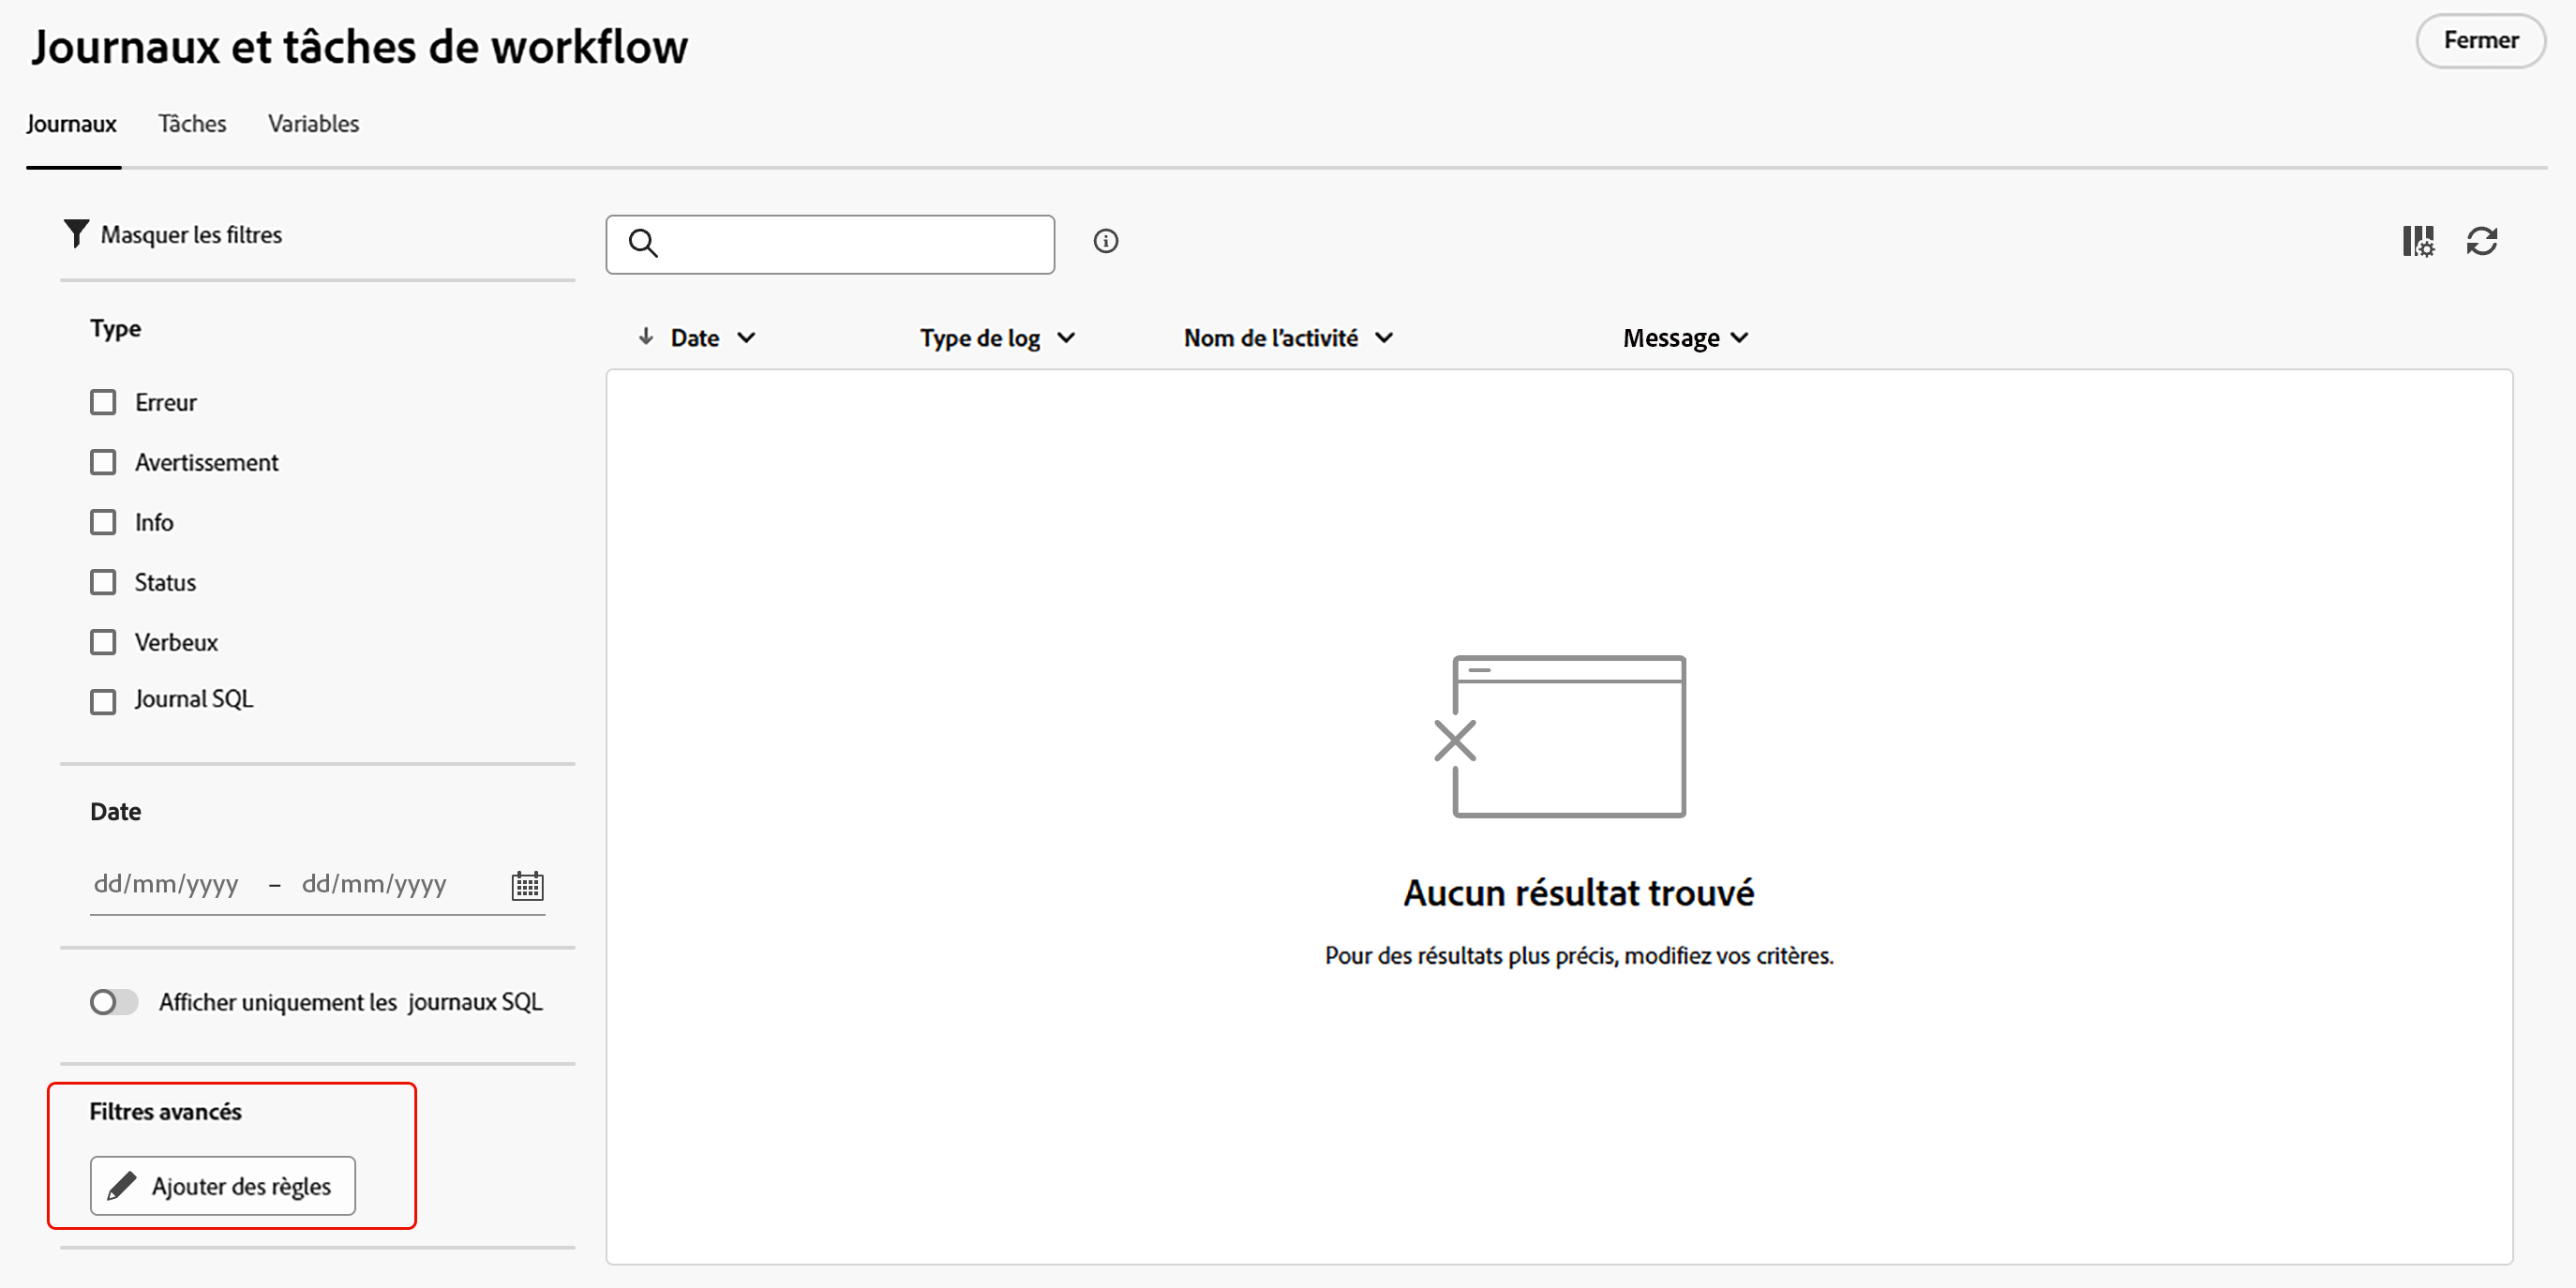 Journaux et tâches de workflow
Fermer
Journaux
Tâches
Variables
Masquer les filtres
Type
Erreur
Avertissement
Info
Status
Verbeux
Journal SQL
Date
dd/mm/yyyy – dd/mm/yyyy
Afficher uniquement les journaux SQL
Filtres avancés
Ajouter des règles
Date
Type de log
Nom de l’activité
Message
Aucun résultat trouvé
Pour des résultats plus précis, modifiez vos critères.